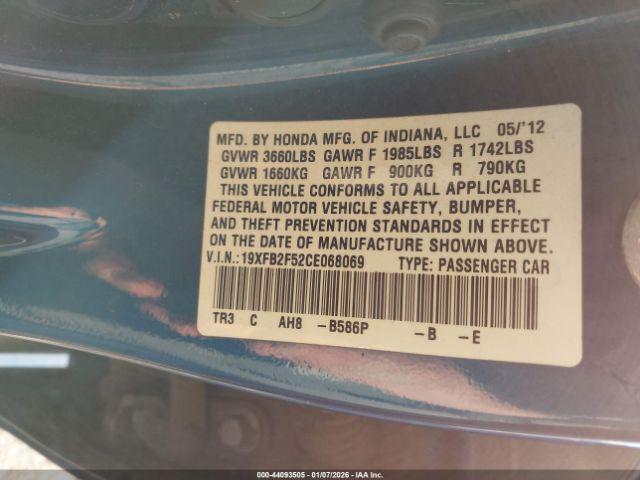 MFD. BY HONDA MFG. OF INDIANA, LLC 05/'12
GVWR 3660LBS GAWR F 1985LBS R 1742LBS
GVWR 1660KG GAWR F 900KG R 790KG
THIS VEHICLE CONFORMS TO ALL APPLICABLE
FEDERAL MOTOR VEHICLE SAFETY, BUMPER,
AND THEFT PREVENTION STANDARDS IN EFFECT
ON THE DATE OF MANUFACTURE SHOWN ABOVE.
V.I.N.:19XFB2F52CE068069 TYPE: PASSENGER CAR
TR3 C AH8 -B586P -B -E
©-44093505 - 01/07/2026 - IAA Inc.